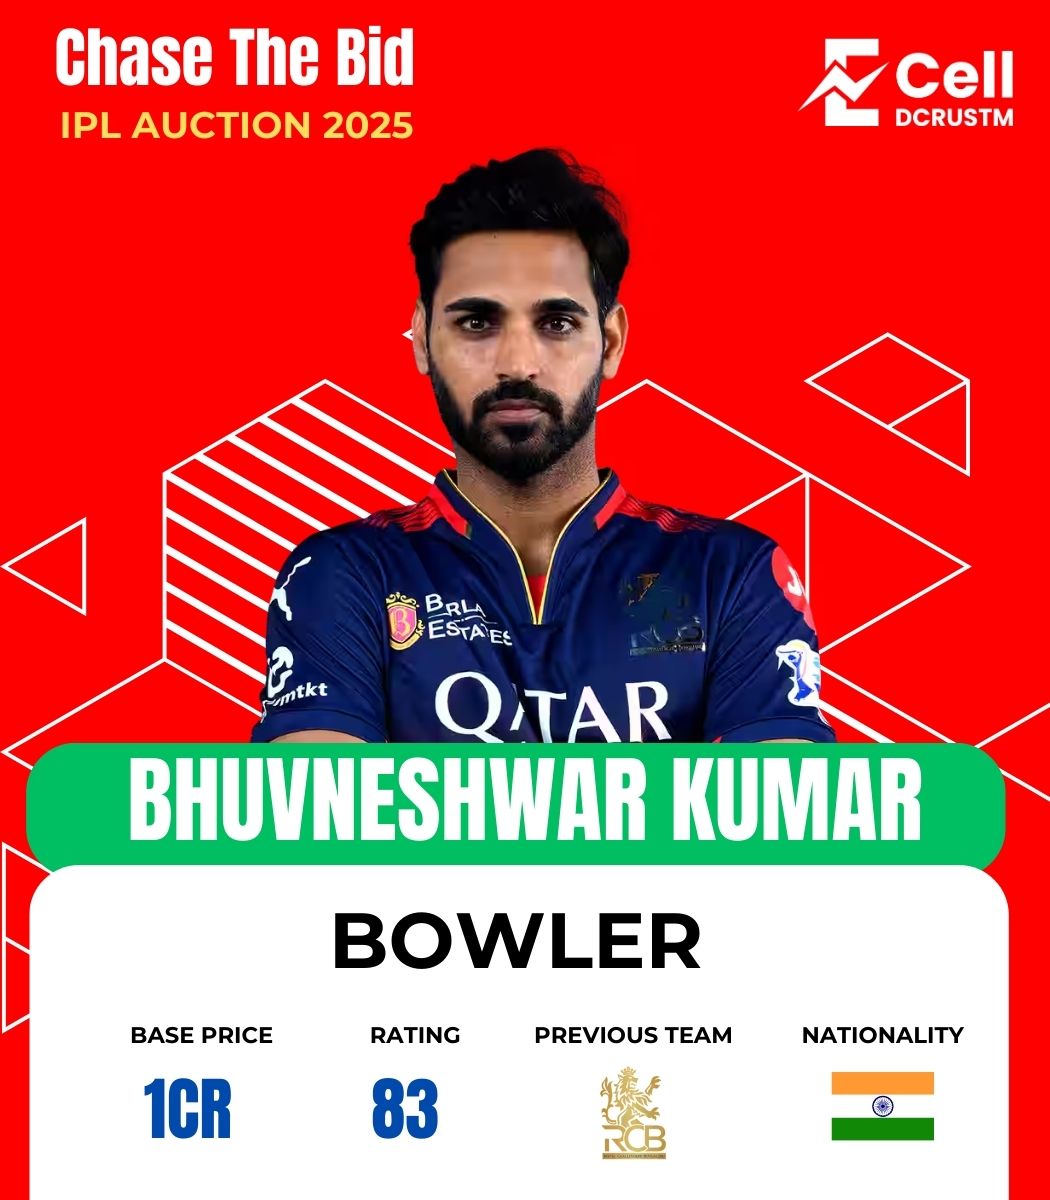 Chase The Bid
IPL AUCTION 2025
Cell
DCRUSTM
BIRLA
ESTATES
QATAR
BHUVNESHWAR KUMAR
BOWLER
BASE PRICE
RATING
PREVIOUS TEAM
NATIONALITY
1CR
83
RCB